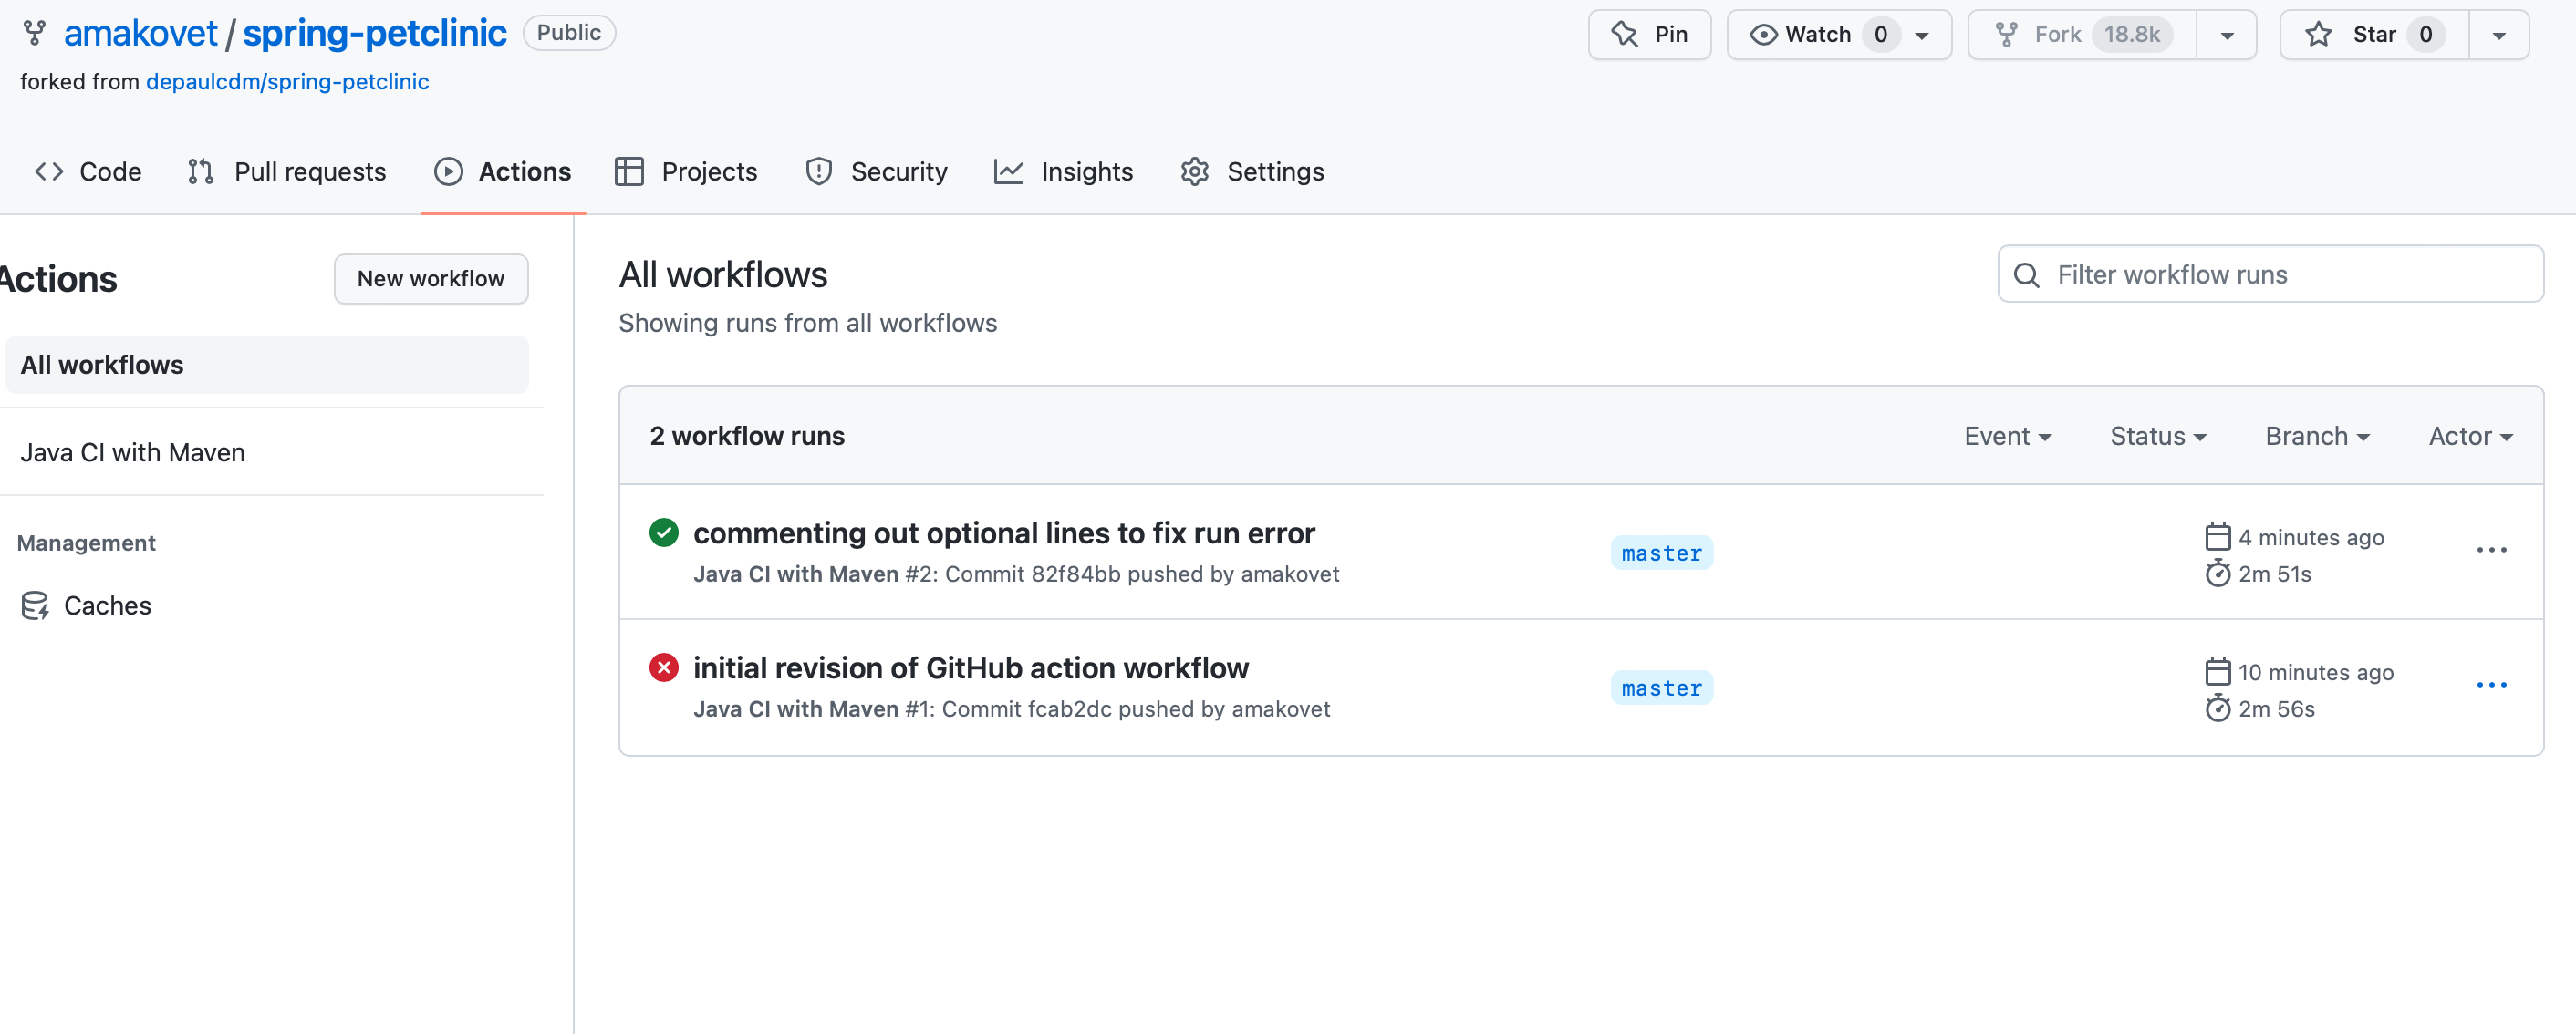 amakovet / spring-petclinic Public
Pin Watch 0 Fork 18.8k Star 0
forked from depaulcdm/spring-petclinic
Code Pull requests Actions Projects Security Insights Settings
Actions New workflow
All workflows
Java CI with Maven
Management
Caches
All workflows
Showing runs from all workflows
Filter workflow runs
2 workflow runs Event Status Branch Actor
commenting out optional lines to fix run error
Java CI with Maven #2: Commit 82f84bb pushed by amakovet
master
4 minutes ago
2m 51s
initial revision of GitHub action workflow
Java CI with Maven #1: Commit fcab2dc pushed by amakovet
master
10 minutes ago
2m 56s